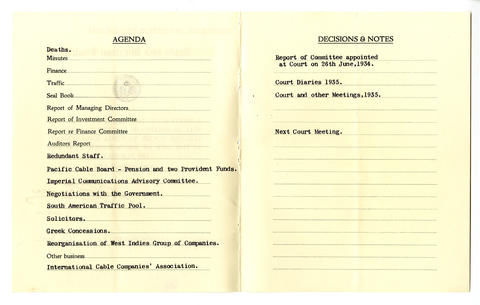 AGENDA
Deaths.
Minutes
Finance
Traffic
Seal Book
Report of Managing Directors
Report of Investment Committee
Report re Finance Committee
Auditors Report
Redundant Staff.
Pacific Cable Board - Pension and two Provident Funds.
Imperial Communications Advisory Committee.
Negotiations with the Government.
South American Traffic Pool.
Solicitors.
Greek Concessions.
Reorganisation of West Indies Group of Companies.
Other business
International Cable Companies' Association.
DECISIONS & NOTES
Report of Committee appointed
at Court on 26th June,1934.
Court Diaries 1935.
Court and other Meetings,1935.
Next Court Meeting.